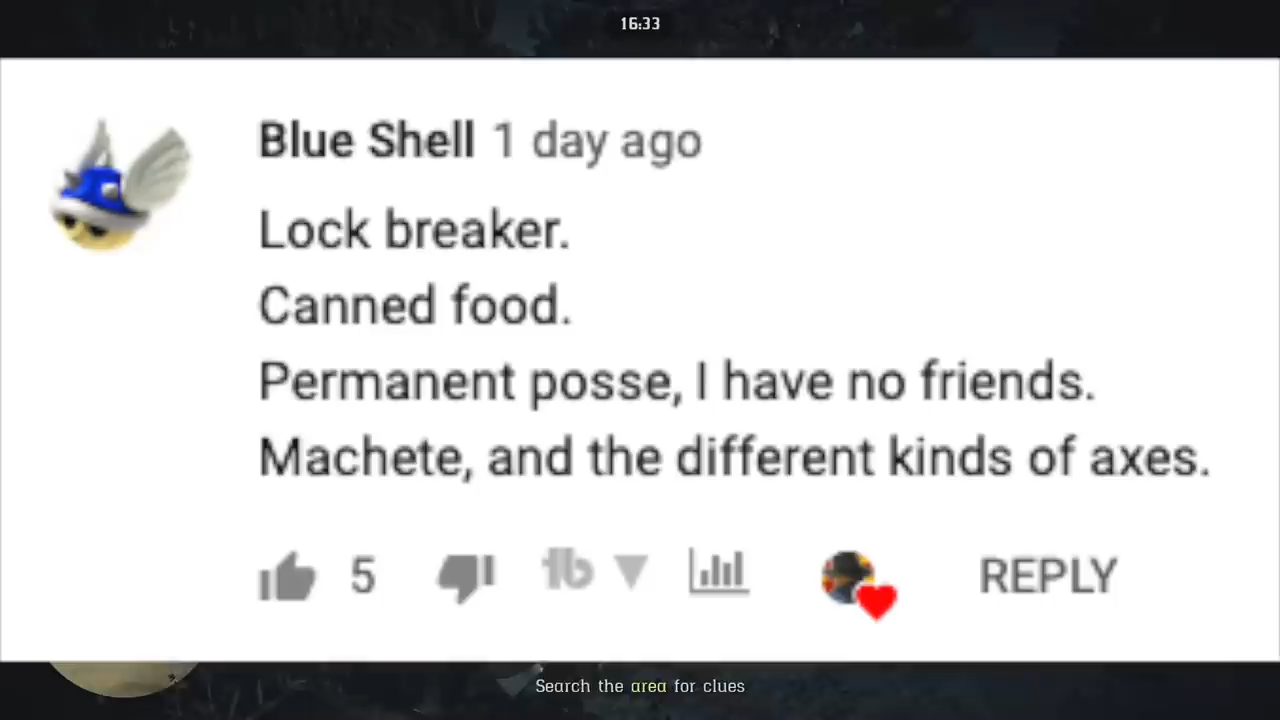 16:33
Blue Shell 1 day ago
Lock breaker.
Canned food.
Permanent posse, I have no friends.
Machete, and the different kinds of axes.
5 tb REPLY
Search the area for clues